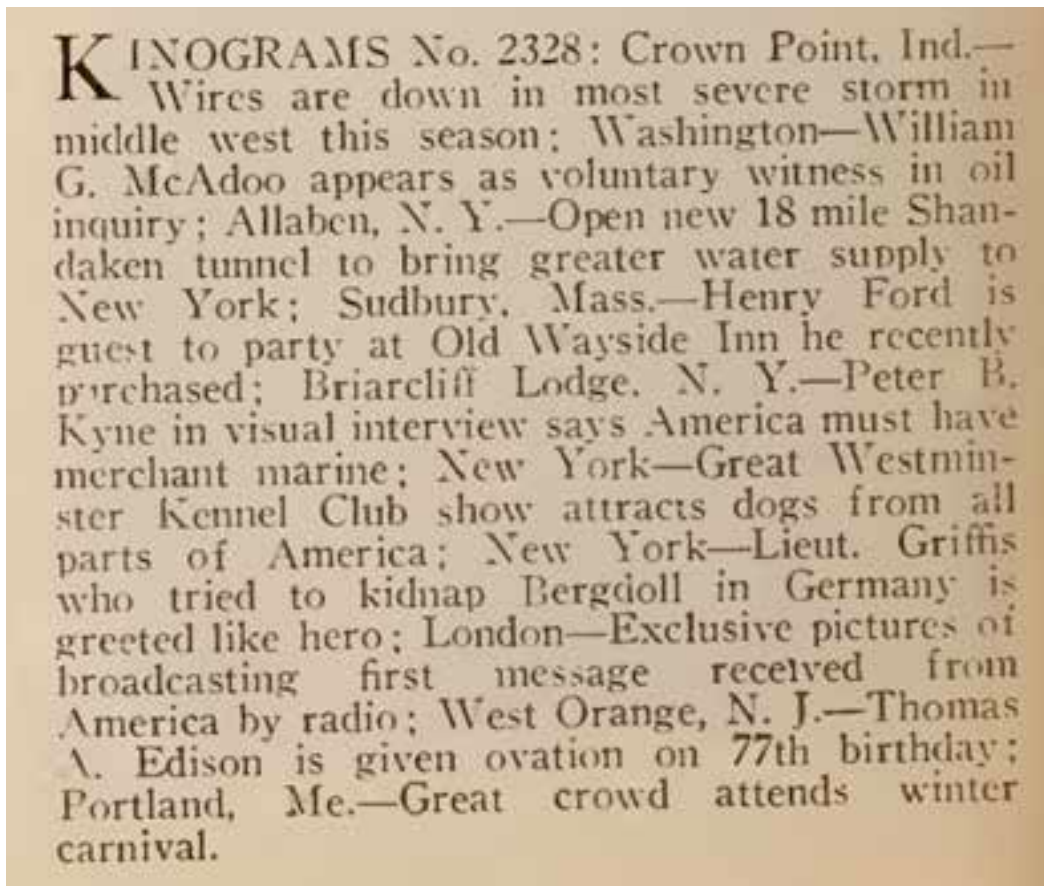 KINOGRAMS No. 2328: Crown Point, Ind.—
Wires are down in most severe storm in
middle west this season; Washington—William
G. McAdoo appears as voluntary witness in oil
inquiry; Allaben, N. Y.—Open new 18 mile Shan-
daken tunnel to bring greater water supply to
New York; Sudbury, Mass.—Henry Ford is
guest to party at Old Wayside Inn he recently
purchased; Briarcliff Lodge, N. Y.—Peter B.
Kyne in visual interview says America must have
merchant marine; New York—Great Westmin-
ster Kennel Club show attracts dogs from all
parts of America; New York—Lieut. Griffis
who tried to kidnap Bergdoll in Germany is
greeted like hero; London—Exclusive pictures of
broadcasting first message received from
America by radio; West Orange, N. J.—Thomas
A. Edison is given ovation on 77th birthday;
Portland, Me.—Great crowd attends winter
carnival.